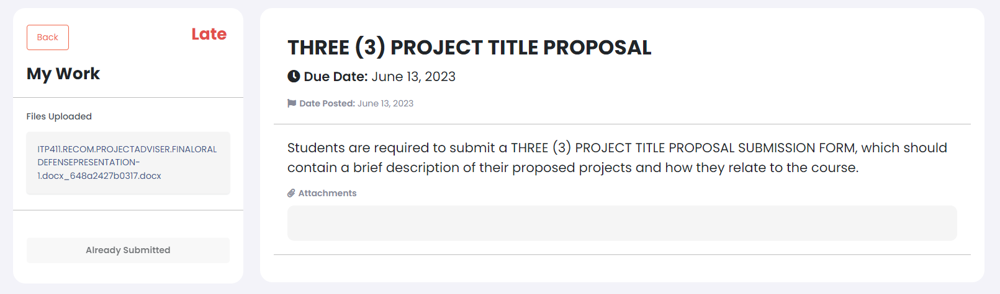 Back
Late
My Work
Files Uploaded
ITP411.RECOM.PROJECTADVISER.FINALORAL
DEFENSEPRESENTATION-
1.docx_648a2427b0317.docx
Already Submitted
THREE (3) PROJECT TITLE PROPOSAL
Due Date: June 13, 2023
Date Posted: June 13, 2023
Students are required to submit a THREE (3) PROJECT TITLE PROPOSAL SUBMISSION FORM, which should
contain a brief description of their proposed projects and how they relate to the course.
Attachments